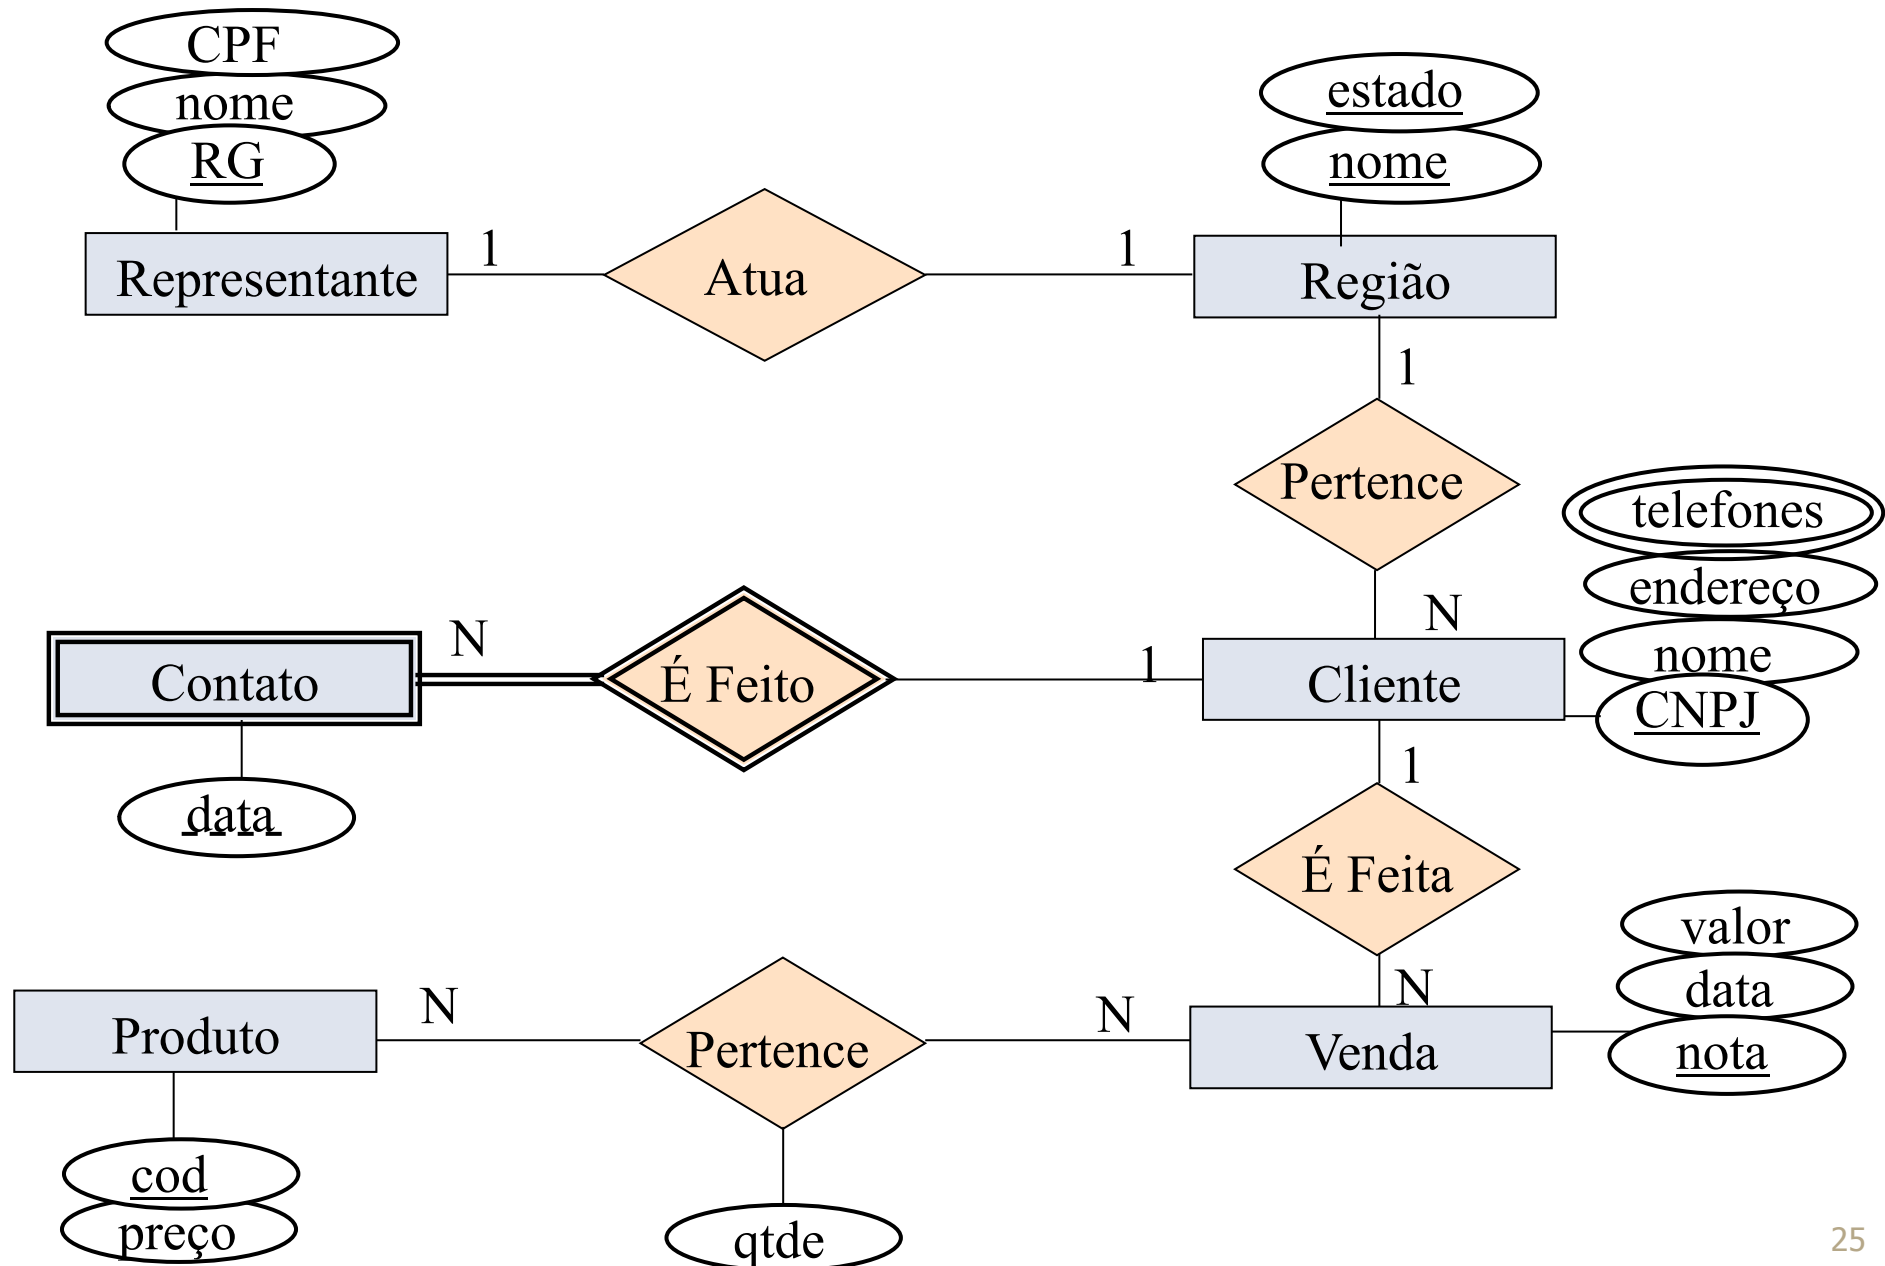 CPF
nome
RG
estado
nome
Representante
1
Atua
1
Região
1
Pertence
N
telefones
endereço
nome
CNPJ
Contato
N
É Feito
1
Cliente
data
1
É Feita
N
valor
data
nota
Produto
N
Pertence
N
Venda
cod
preço
qtde
25